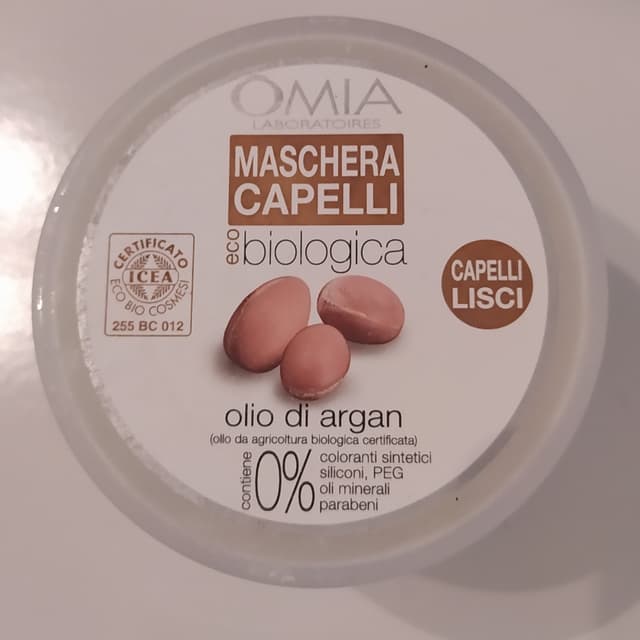 ÔMIA
LABORATOIRES
MASCHERA
CAPELLI
eco biologica
CERTIFICATO
ICEA
ECO BIO COSMESI
255 BC 012
CAPELLI
LISCI
olio di argan
(olio da agricoltura biologica certificata)
contiene 0%
coloranti sintetici
siliconi, PEG
oli minerali
parabeni